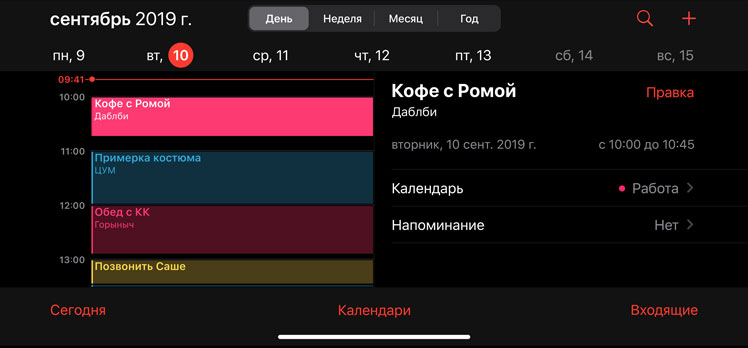 сентябрь 2019 г.
День Неделя Месяц Год
пн, 9 вт, 10 ср, 11 чт, 12 пт, 13 сб, 14 вс, 15
09:41
10:00
Кофе с Ромой
Даблби
11:00
Примерка костюма
ЦУМ
12:00
Обед с КК
Горыныч
13:00
Позвонить Саше
Кофе с Ромой Правка
Даблби
вторник, 10 сент. 2019 г. с 10:00 до 10:45
Календарь Работа
Напоминание Нет
Сегодня Календари Входящие